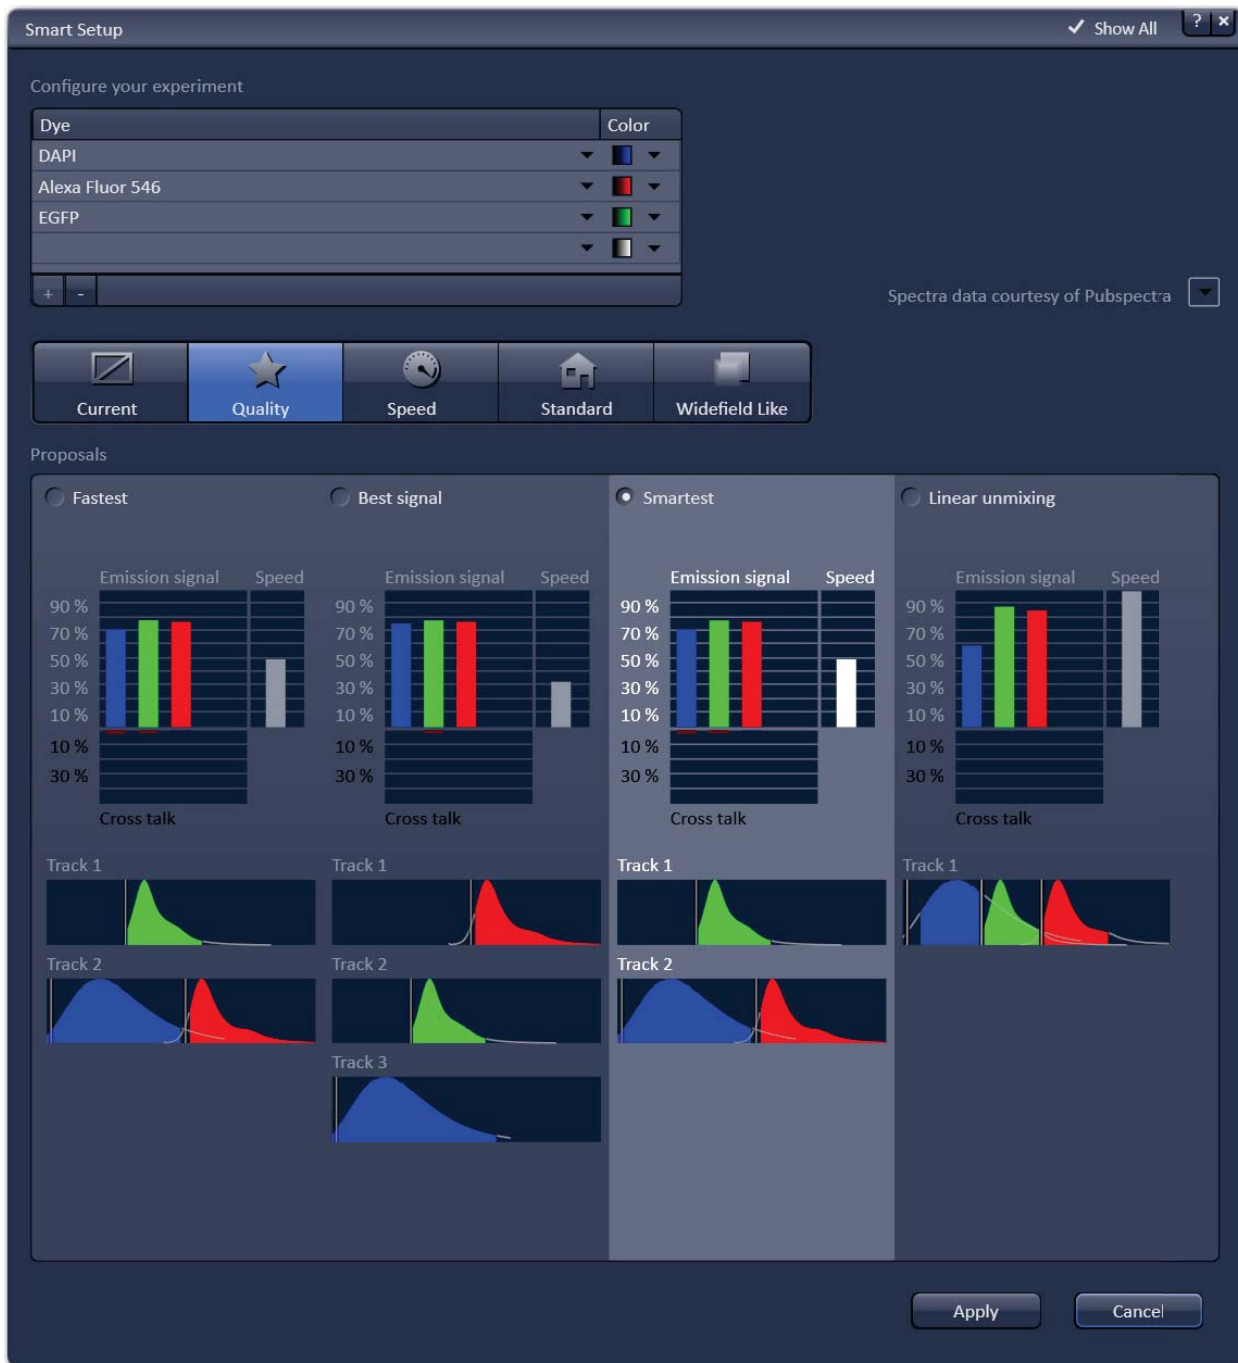 Smart Setup ✓ Show All ? ×
Configure your experiment
Dye Color
DAPI
Alexa Fluor 546
EGFP
+ -
Spectra data courtesy of Pubspectra
Current Quality Speed Standard Widefield Like
Proposals
Fastest
Emission signal Speed
90 %
70 %
50 %
30 %
10 %
10 %
30 %
Cross talk
Track 1
Track 2
Best signal
Emission signal Speed
90 %
70 %
50 %
30 %
10 %
10 %
30 %
Cross talk
Track 1
Track 2
Track 3
Smartest
Emission signal Speed
90 %
70 %
50 %
30 %
10 %
10 %
30 %
Cross talk
Track 1
Track 2
Linear unmixing
Emission signal Speed
90 %
70 %
50 %
30 %
10 %
10 %
30 %
Cross talk
Track 1
Apply Cancel